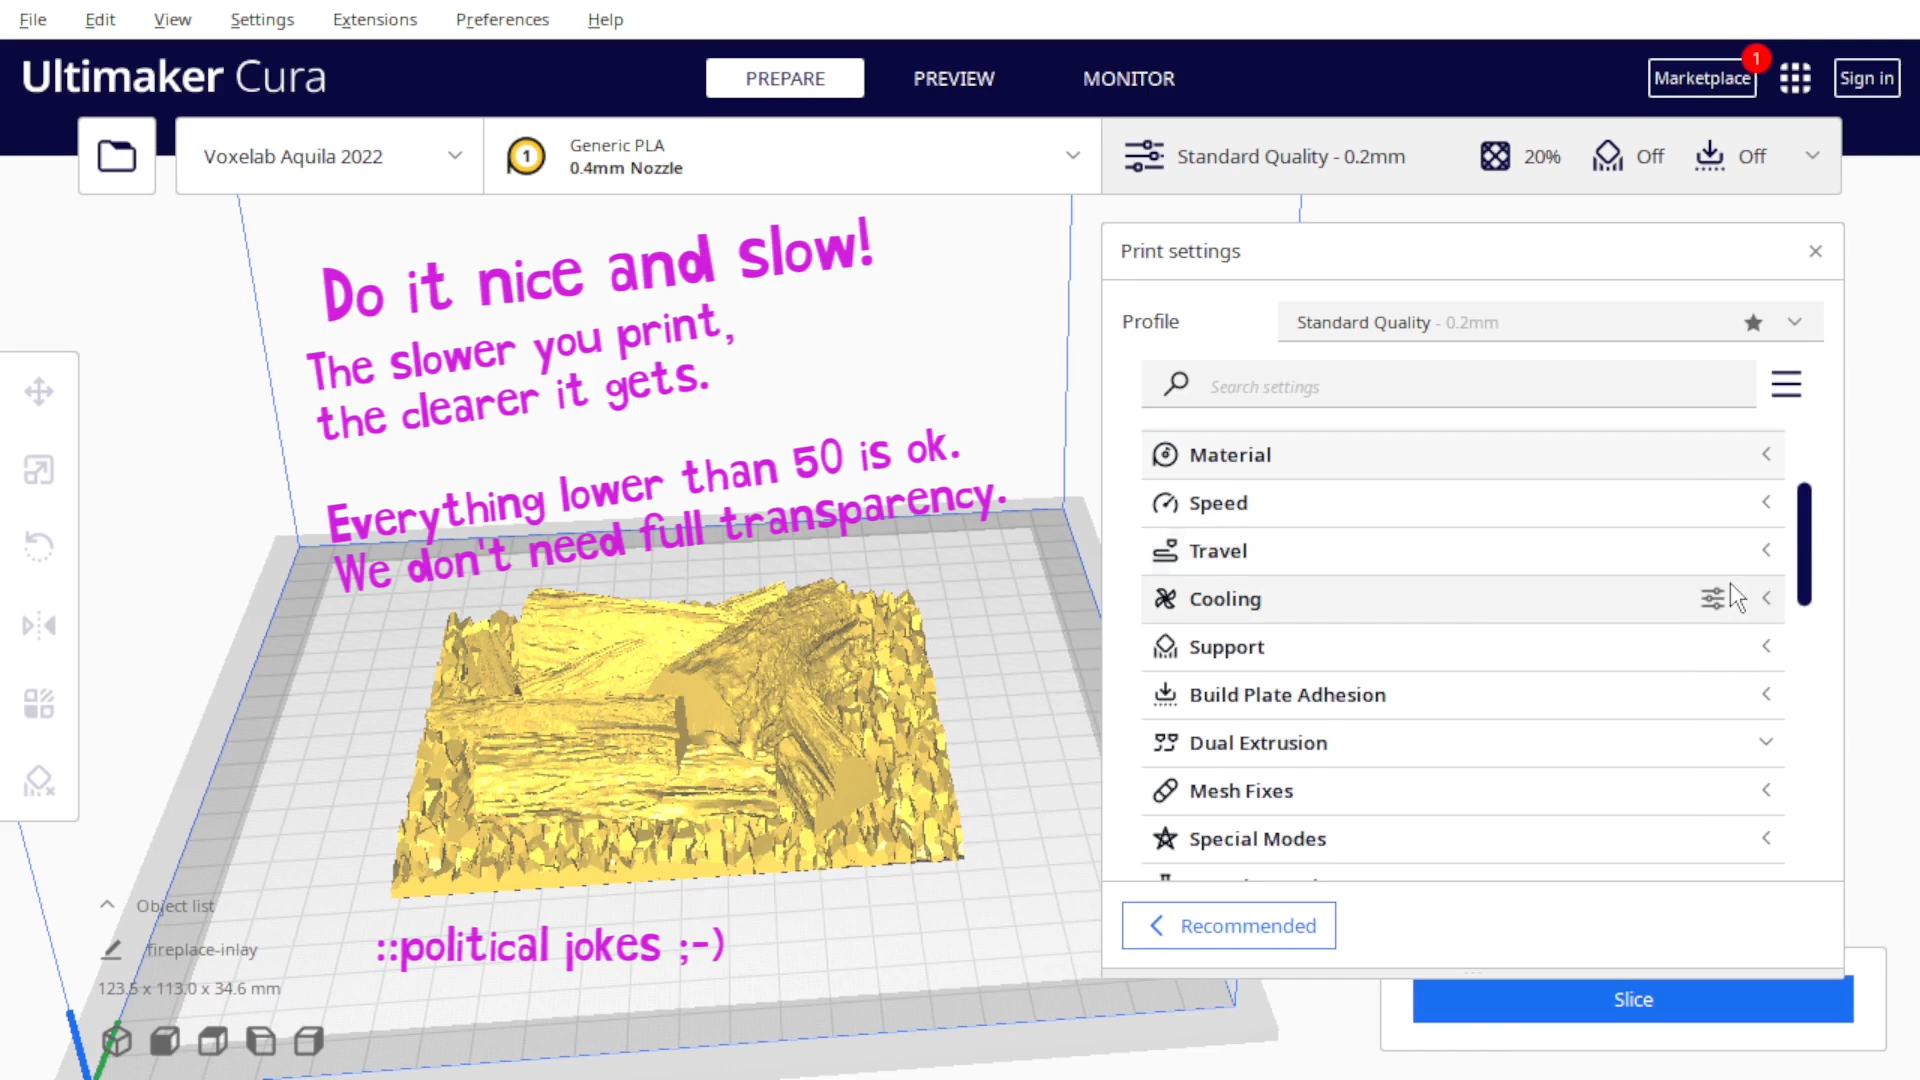 File Edit View Settings Extensions Preferences Help
Ultimaker Cura
PREPARE PREVIEW MONITOR
Marketplace 1 Sign in
Voxelab Aquila 2022
1 Generic PLA
0.4mm Nozzle
Standard Quality - 0.2mm 20% Off Off
Do it nice and slow!
The slower you print,
the clearer it gets.
Everything lower than 50 is ok.
We don't need full transparency.
::political jokes ;-)
Print settings
Profile Standard Quality - 0.2mm
Search settings
Material
Speed
Travel
Cooling
Support
Build Plate Adhesion
Dual Extrusion
Mesh Fixes
Special Modes
Recommended
Object list
fireplace-inlay
123.5 x 113.0 x 34.6 mm
Slice